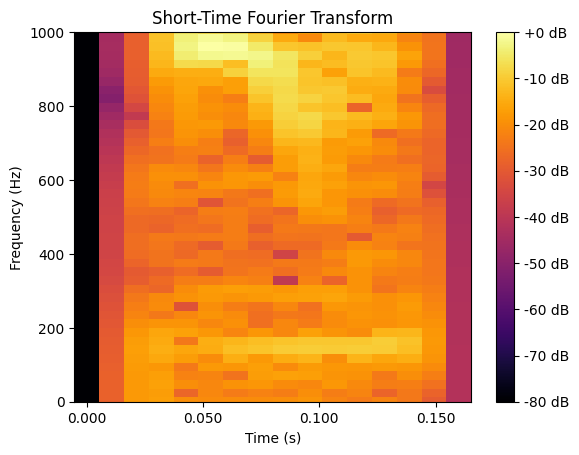 Short-Time Fourier Transform
1000
800
600
400
200
0
Frequency (Hz)
0.000
0.050
0.100
0.150
Time (s)
+0 dB
-10 dB
-20 dB
-30 dB
-40 dB
-50 dB
-60 dB
-70 dB
-80 dB